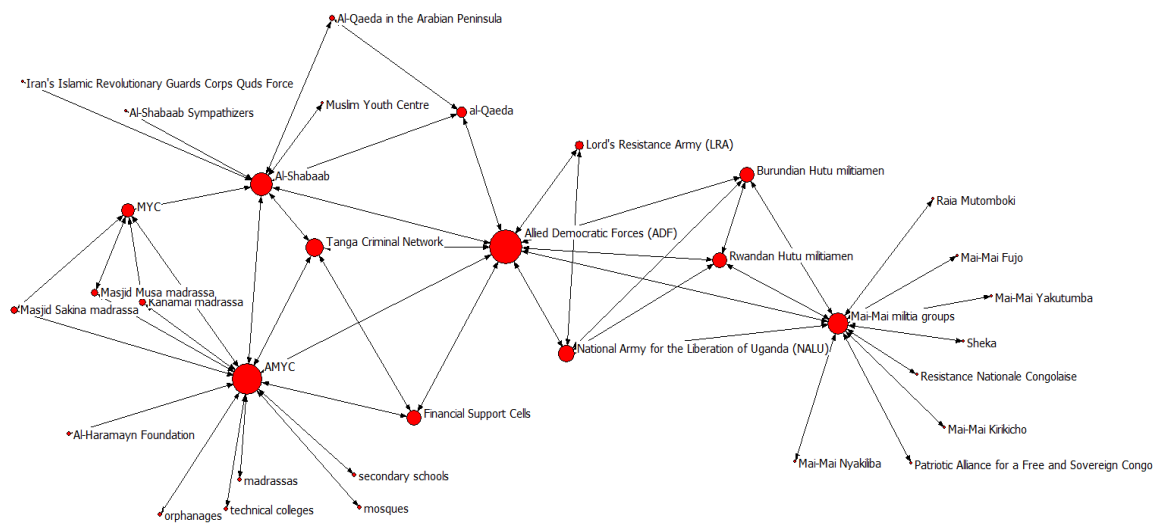 Al-Qaeda in the Arabian Peninsula
Iran's Islamic Revolutionary Guards Corps Quds Force
Al-Shabaab Sympathizers
Muslim Youth Centre
al-Qaeda
Lord's Resistance Army (LRA)
Burundian Hutu militiamen
Al-Shabaab
Raia Mutomboki
MYC
Tanga Criminal Network
Allied Democratic Forces (ADF)
Rwandan Hutu militiamen
Mai-Mai Fujo
Masjid Musa madrassa
Kanamai madrassa
Masjid Sakina madrassa
Mai-Mai Yakutumba
Mai-Mai militia groups
Sheka
National Army for the Liberation of Uganda (NALU)
AMYC
Resistance Nationale Congolaise
Financial Support Cells
Mai-Mai Kirikicho
Al-Haramayn Foundation
Mai-Mai Nyakiliba
Patriotic Alliance for a Free and Sovereign Congo
secondary schools
madrassas
mosques
technical colleges
orphanages